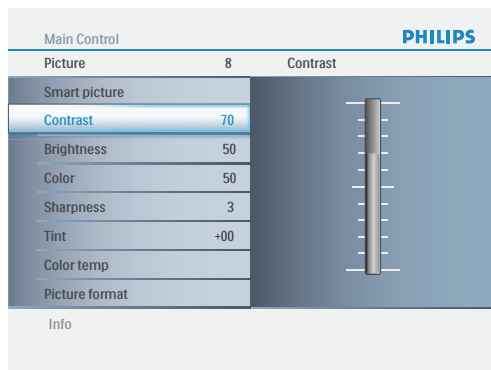 Main Control
PHILIPS
Picture 8 Contrast
Smart picture
Contrast 70
Brightness 50
Color 50
Sharpness 3
Tint +00
Color temp
Picture format
Info